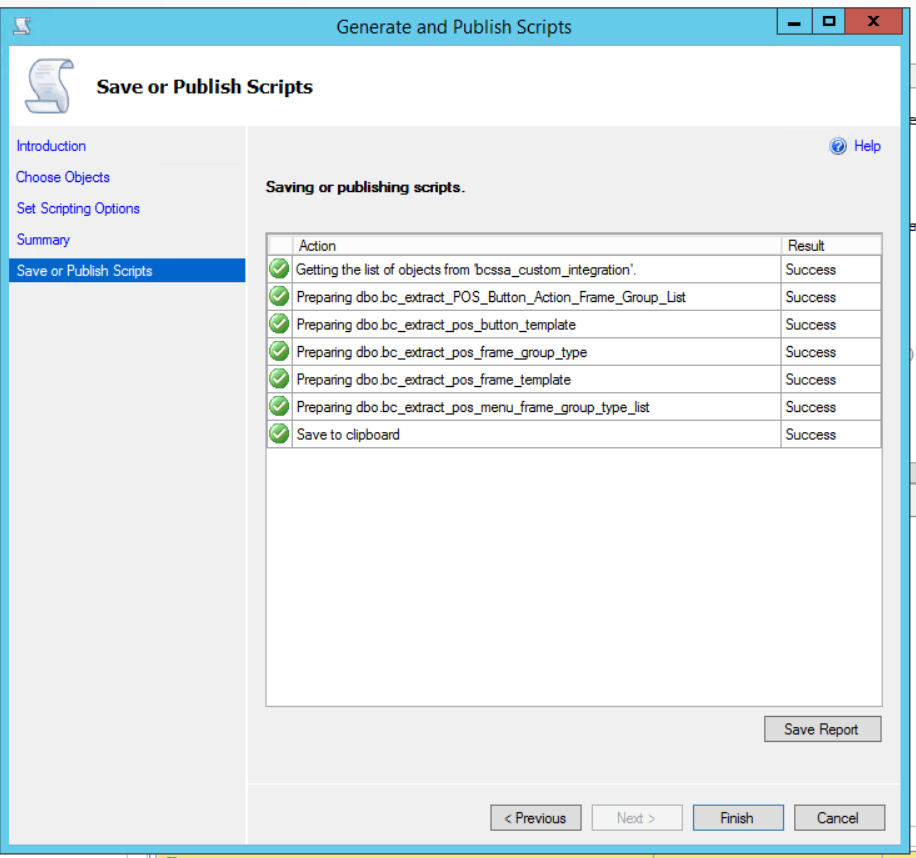 Generate and Publish Scripts
Save or Publish Scripts
Introduction
Choose Objects
Set Scripting Options
Summary
Save or Publish Scripts
Help
Saving or publishing scripts.
Action Result
Getting the list of objects from 'bcssa_custom_integration'. Success
Preparing dbo.bc_extract_POS_Button_Action_Frame_Group_List Success
Preparing dbo.bc_extract_pos_button_template Success
Preparing dbo.bc_extract_pos_frame_group_type Success
Preparing dbo.bc_extract_pos_frame_template Success
Preparing dbo.bc_extract_pos_menu_frame_group_type_list Success
Save to clipboard Success
Save Report
< Previous Next > Finish Cancel